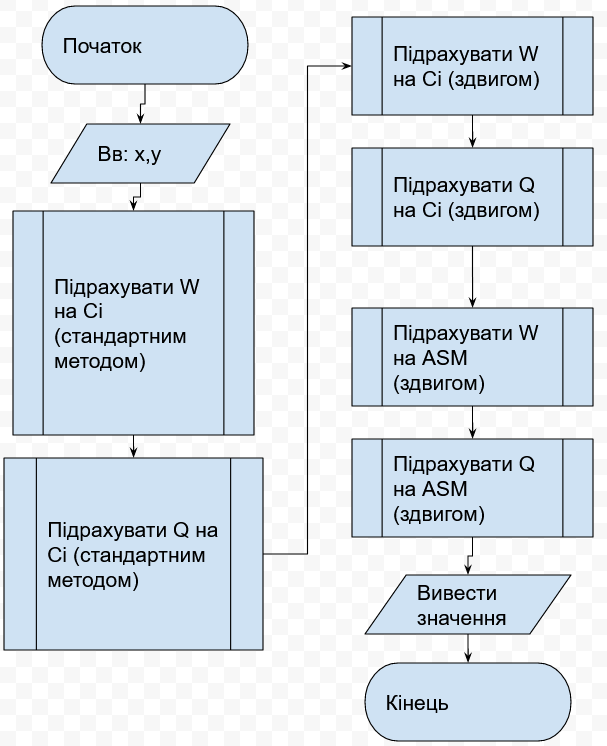 Початок
Вв: x,y
Підрахувати W
на Сі
(стандартним
методом)
Підрахувати Q на
Сі (стандартним
методом)
Підрахувати W
на Сі (здвигом)
Підрахувати Q
на Сі (здвигом)
Підрахувати W
на ASM
(здвигом)
Підрахувати Q
на ASM
(здвигом)
Вивести
значення
Кінець